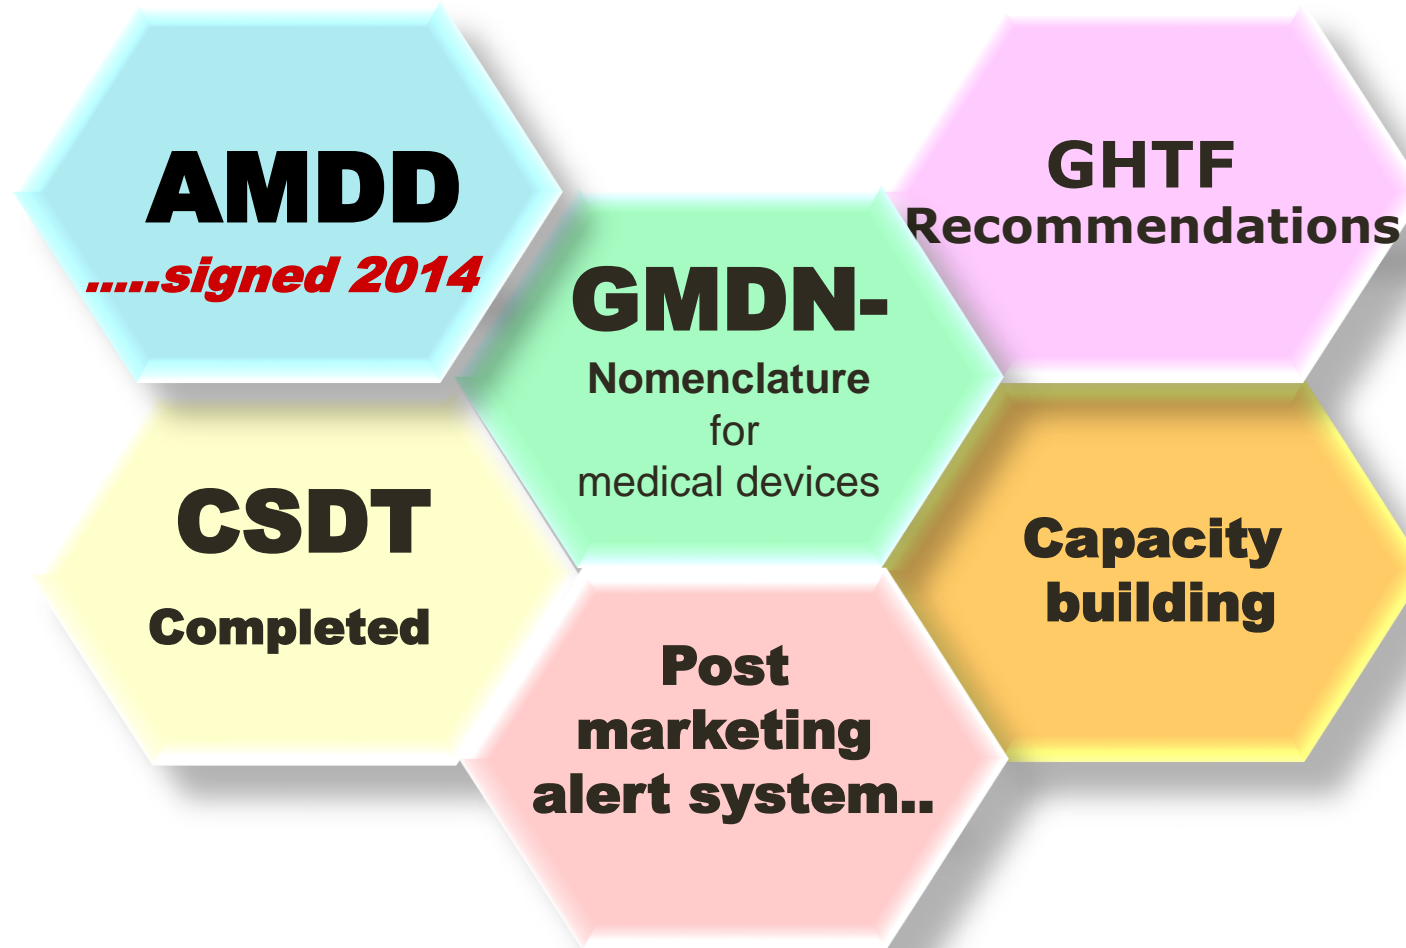 AMDD
.....signed 2014
GHTF
Recommendations
GMDN-
Nomenclature
for
medical devices
CSDT
Completed
Capacity
building
Post
marketing
alert system..